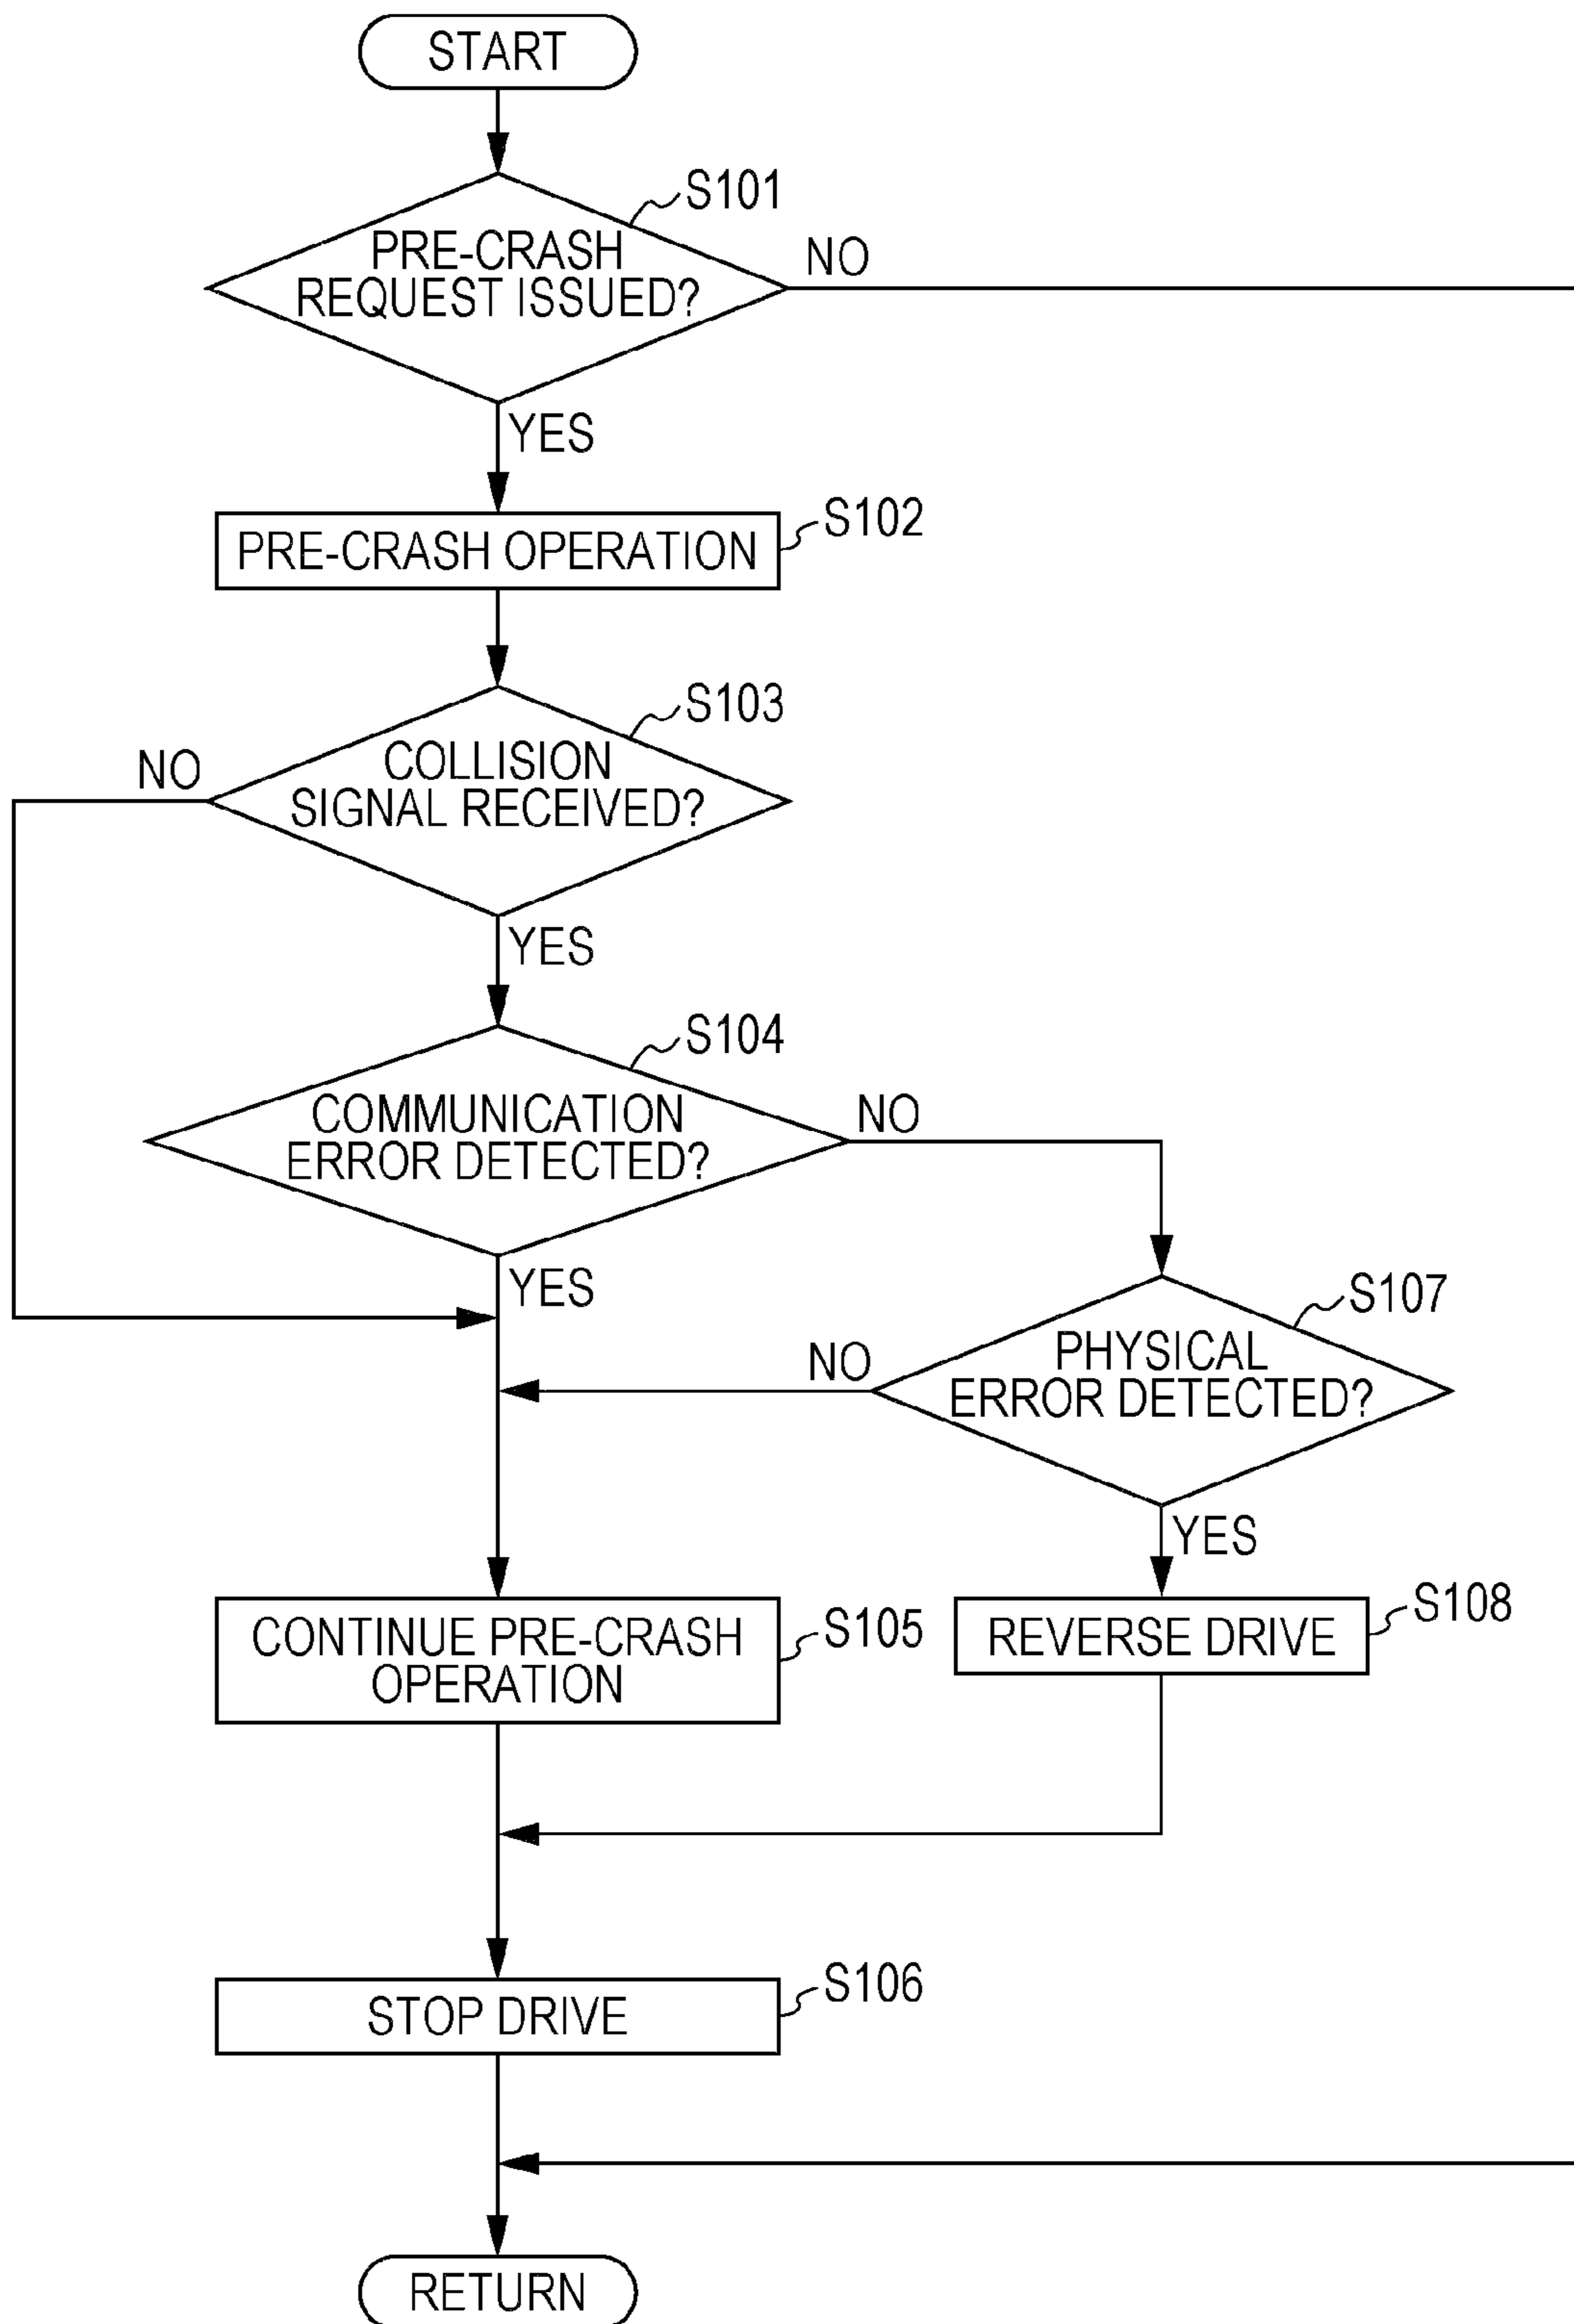 START
S101
PRE-CRASH
REQUEST ISSUED?
NO
YES
S102
PRE-CRASH OPERATION
S103
COLLISION
SIGNAL RECEIVED?
NO
YES
S104
COMMUNICATION
ERROR DETECTED?
NO
YES
S107
PHYSICAL
ERROR DETECTED?
NO
YES
S105
CONTINUE PRE-CRASH
OPERATION
S108
REVERSE DRIVE
S106
STOP DRIVE
RETURN